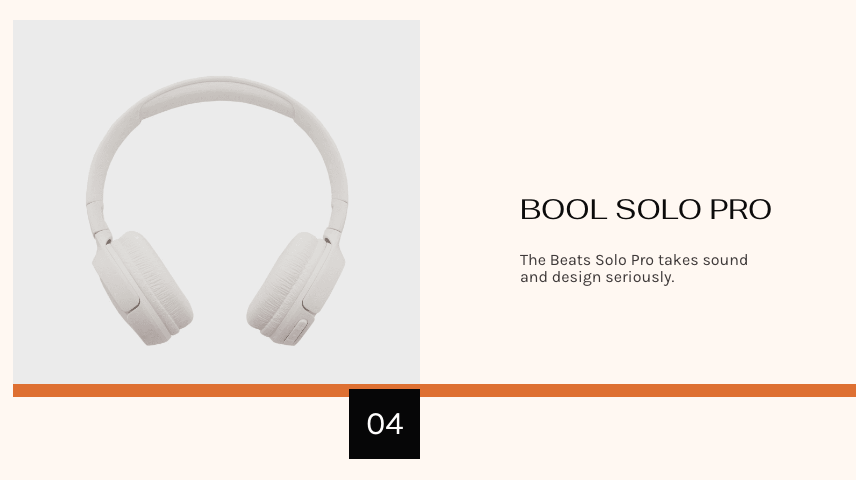 BOOL SOLO PRO
The Beats Solo Pro takes sound
and design seriously.
04